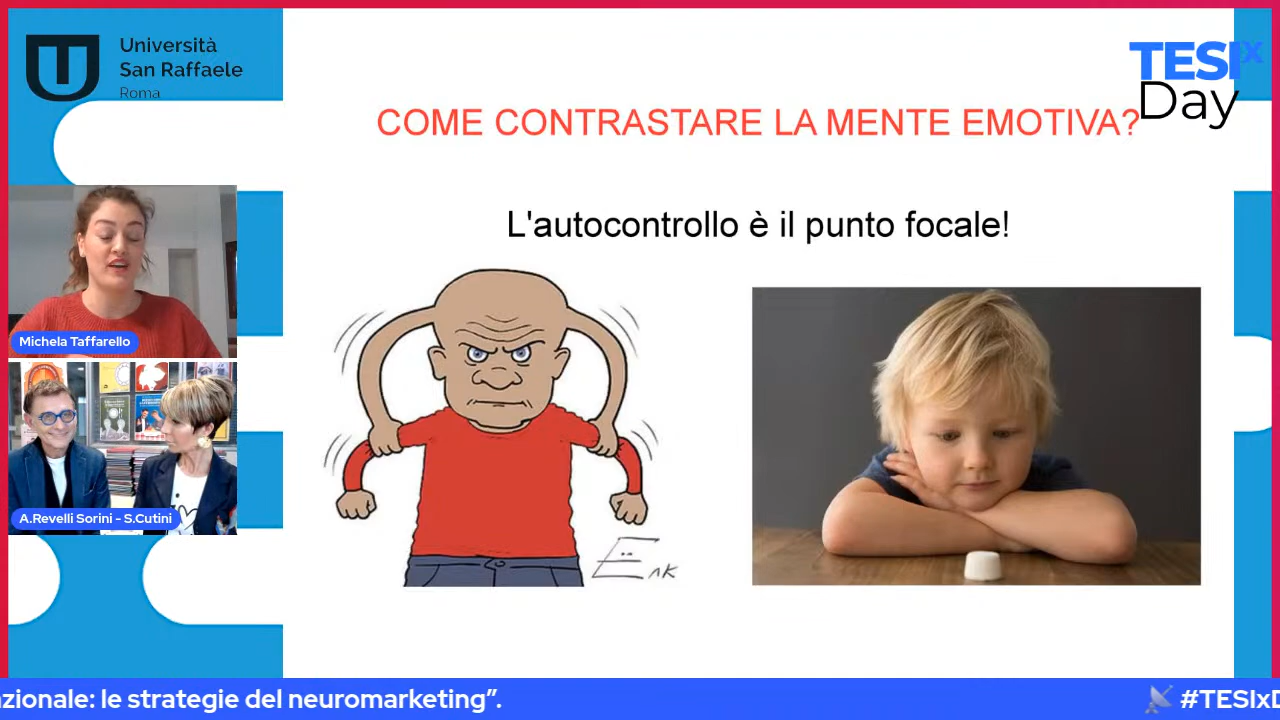 Università
San Raffaele
Roma
TESIx
Day
COME CONTRASTARE LA MENTE EMOTIVA?
L'autocontrollo è il punto focale!
Michela Taffarello
A.Revelli Sorini - S.Cutini
azionale: le strategie del neuromarketing”.
#TESIxD